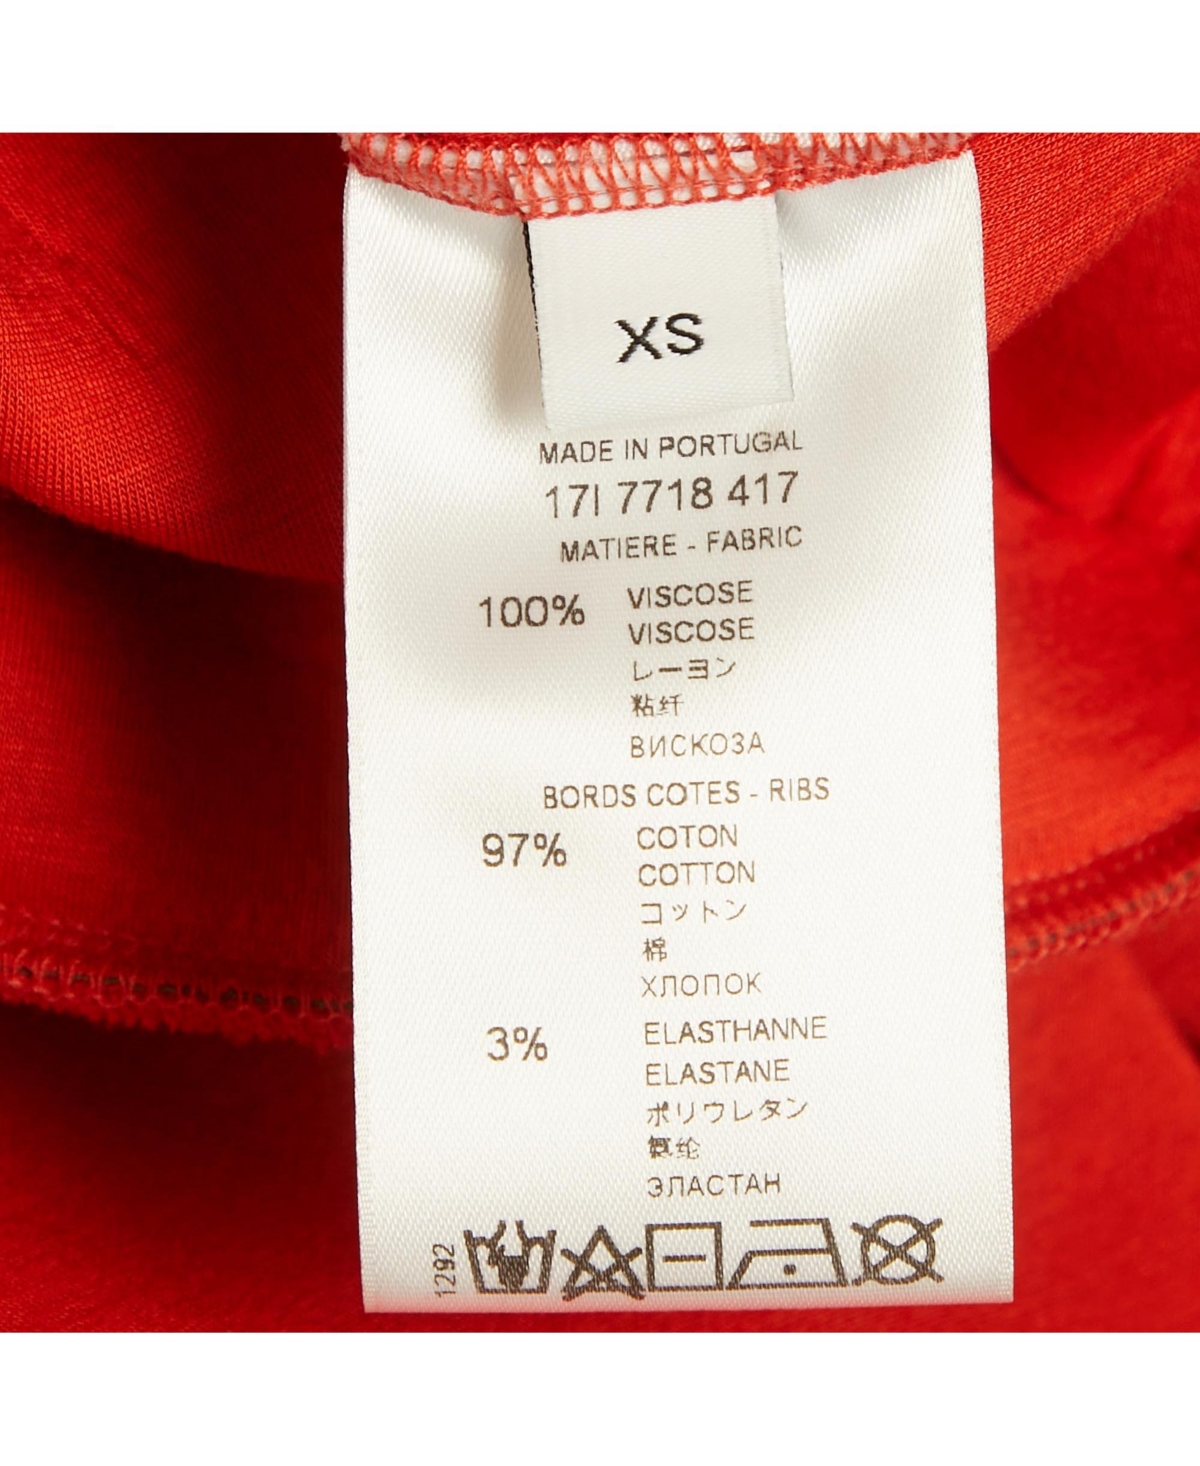 XS
MADE IN PORTUGAL
17I 7718 417
MATIERE - FABRIC
100% VISCOSE
VISCOSE
レーヨン
粘纤
ВИСКОЗА
BORDS COTES - RIBS
97% COTON
COTTON
コットン
棉
ХЛОПОК
3% ELASTHANNE
ELASTANE
ポリウレタン
氨纶
ЭЛАСТАН
1292